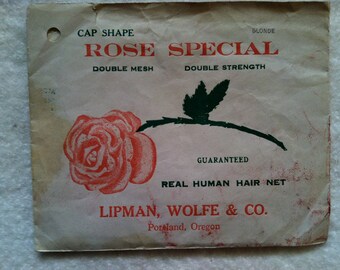 CAP SHAPE BLONDE
ROSE SPECIAL
DOUBLE MESH DOUBLE STRENGTH
GUARANTEED
REAL HUMAN HAIR NET
LIPMAN, WOLFE & CO.
Portland, Oregon